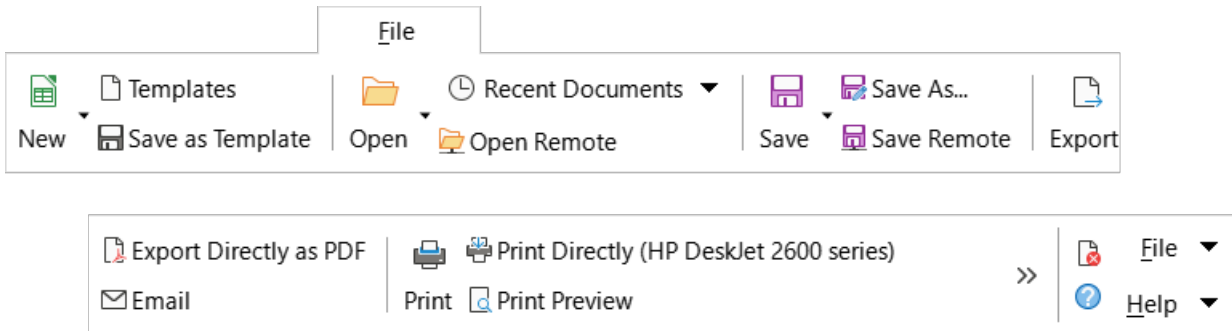 File
Templates Recent Documents Save As...
New Save as Template Open Open Remote Save Save Remote Export
Export Directly as PDF Print Directly (HP DeskJet 2600 series) File
Email Print Print Preview Help